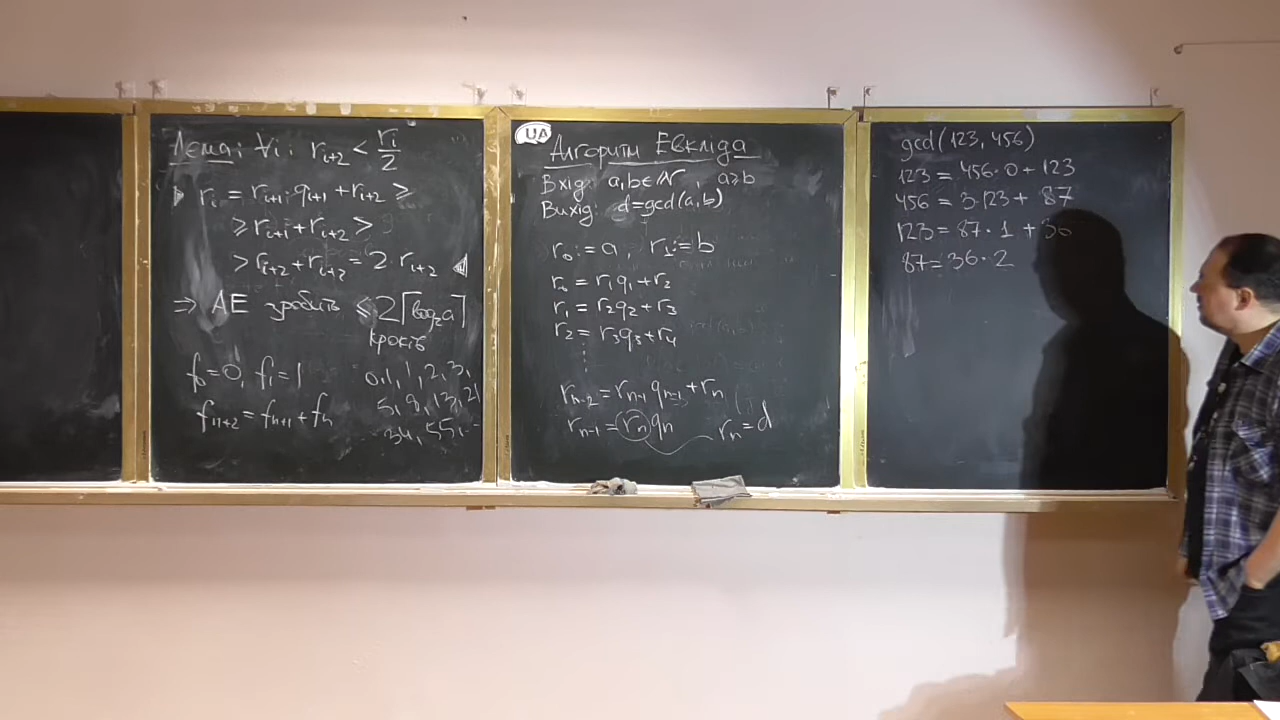 Лема: ∀i: r_{i+2} < r_i/2
r_i = r_{i+1}·q_{i+1} + r_{i+2} ≥
≥ r_{i+1} + r_{i+2} >
> r_{i+2} + r_{i+2} = 2·r_{i+2}
⇒ АЕ зробить ≤ 2⌈log₂a⌉
кроків
f₀=0, f₁=1
f_{n+2} = f_{n+1} + f_n
0,1,1,2,3,
5,8,13,21
34,55,..
UA
Алгоритм Евкліда
Вхід: a,b∈ℕ, a≥b
Вихід: d=gcd(a,b)
r₀:=a, r₁:=b
r₀=r₁q₁+r₂
r₁=r₂q₂+r₃
r₂=r₃q₃+r₄
r_{n-2}=r_{n-1}q_{n-1}+r_n
r_{n-1}=r_nq_n r_n=d
gcd(123,456)
123=456·0+123
456=3·123+87
123=87·1+36
87=36·2